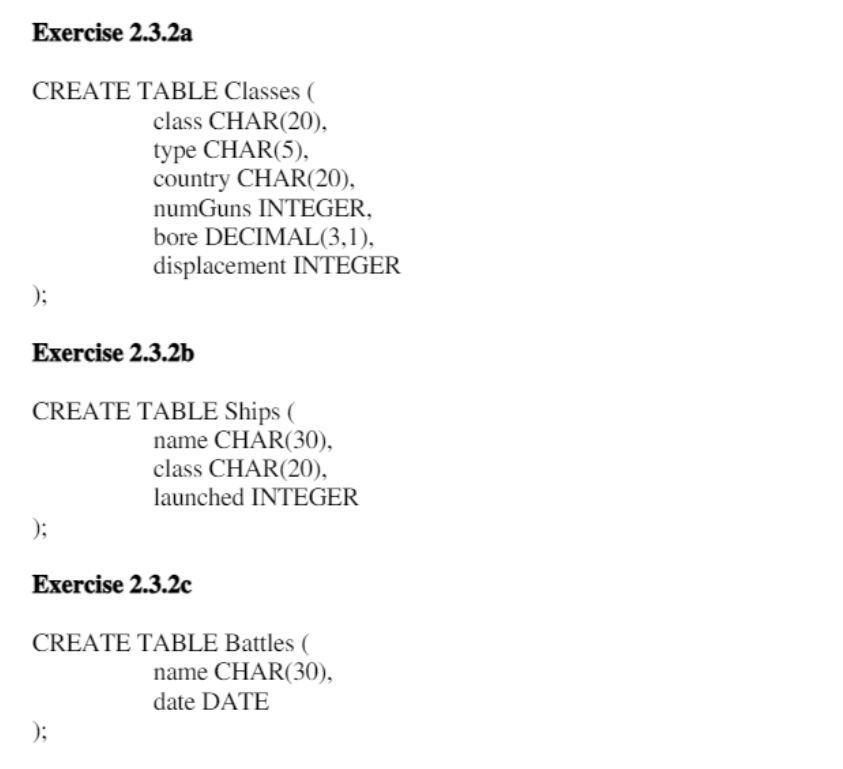 Exercise 2.3.2a
CREATE TABLE Classes (
class CHAR(20),
type CHAR(5),
country CHAR(20),
numGuns INTEGER,
bore DECIMAL(3,1),
displacement INTEGER
);
Exercise 2.3.2b
CREATE TABLE Ships (
name CHAR(30),
class CHAR(20),
launched INTEGER
);
Exercise 2.3.2c
CREATE TABLE Battles (
name CHAR(30),
date DATE
);